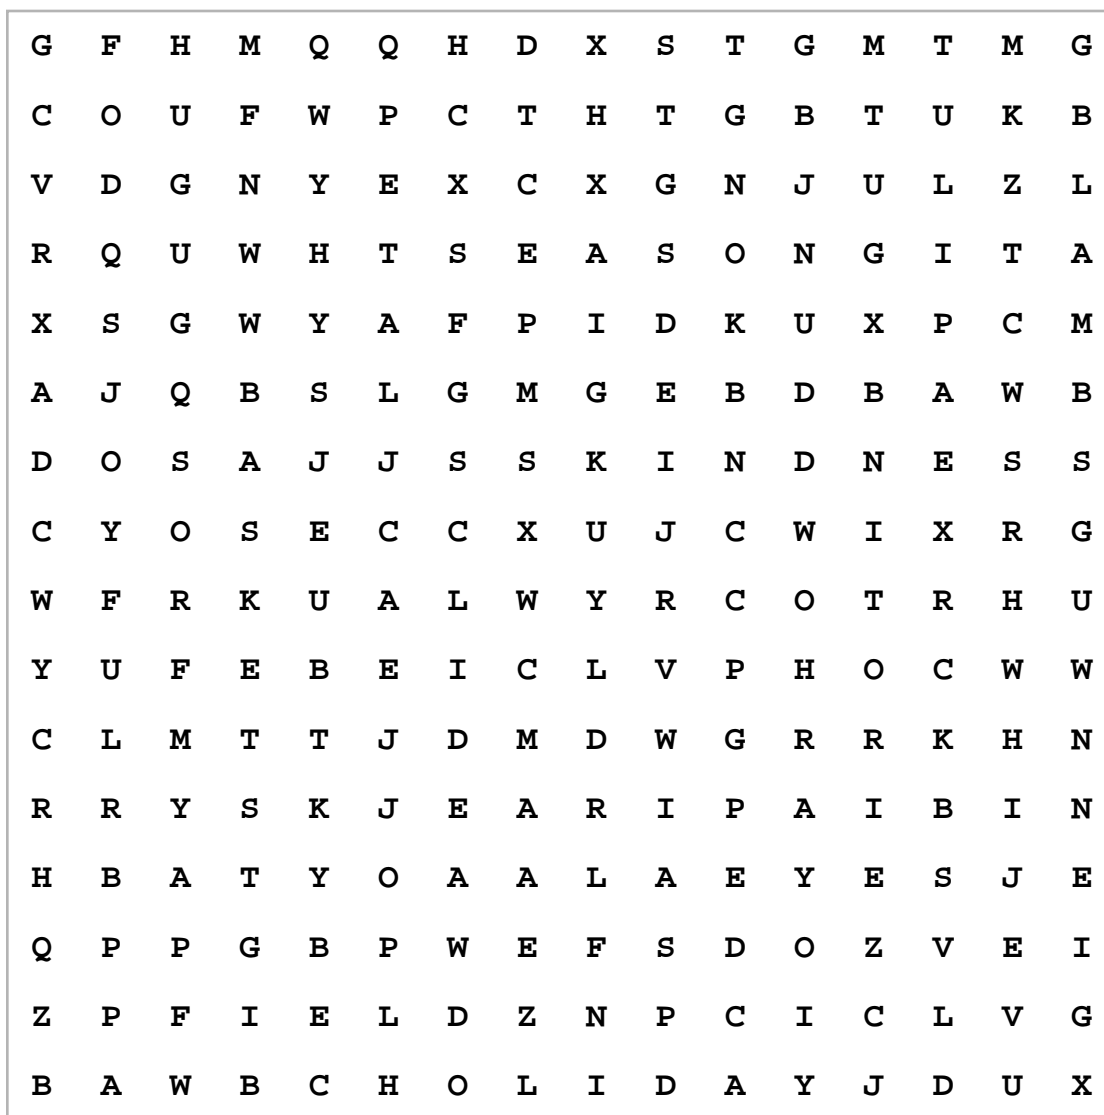 G F H M Q Q H D X S T G M T M G
C O U F W P C T H T G B T U K B
V D G N Y E X C X G N J U L Z L
R Q U W H T S E A S O N G I T A
X S G W Y A F P I D K U X P C M
A J Q B S L G M G E B D B A W B
D O S A J J S S K I N D N E S S
C Y O S E C C X U J C W I X R G
W F R K U A L W Y R C O T R H U
Y U F E B E I C L V P H O C W W
C L M T T J D M D W G R R K H N
R R Y S K J E A R I P A I B I N
H B A T Y O A A L A E Y E S J E
Q P P G B P W E F S D O Z V E I
Z P F I E L D Z N P C I C L V G
B A W B C H O L I D A Y J D U X